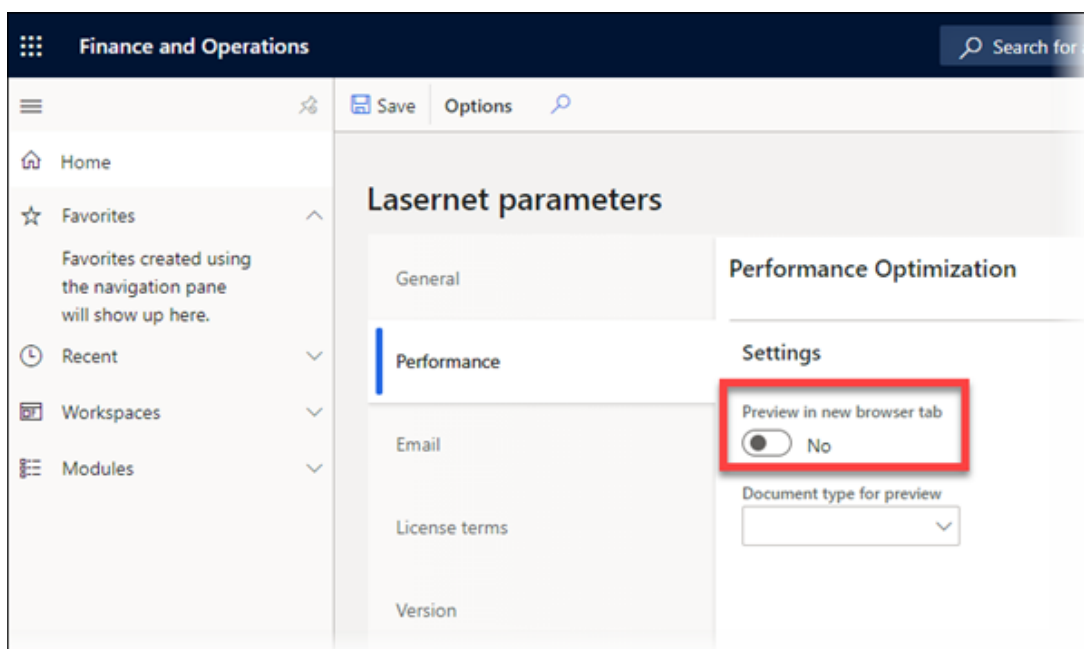 Finance and Operations
Search for
Save
Options
Home
Favorites
Favorites created using
the navigation pane
will show up here.
Recent
Workspaces
Modules
Lasernet parameters
General
Performance
Email
License terms
Version
Performance Optimization
Settings
Preview in new browser tab
No
Document type for preview